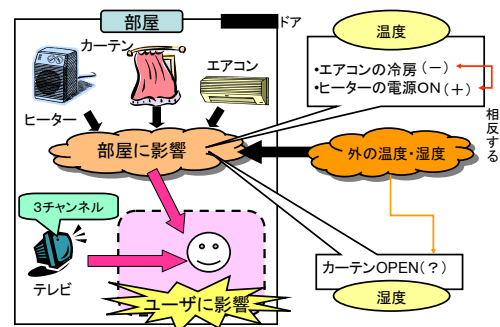 部屋
ドア
カーテン
エアコン
ヒーター
部屋に影響
3チャンネル
テレビ
ユーザに影響
温度
・エアコンの冷房(－)
・ヒーターの電源ON(＋)
相反する
外の温度・湿度
カーテンOPEN(？)
湿度